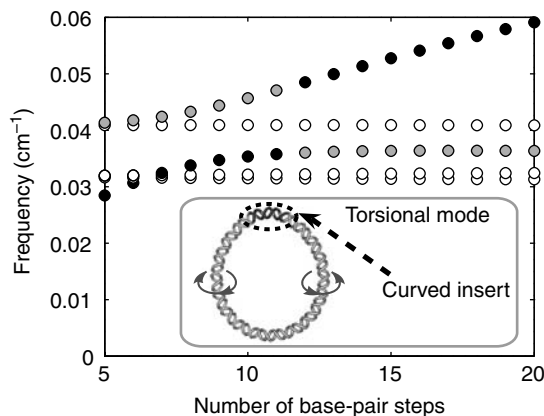 0.06
0.05
0.04
0.03
0.02
0.01
0
Frequency (cm⁻¹)
Torsional mode
Curved insert
5
10
15
20
Number of base-pair steps